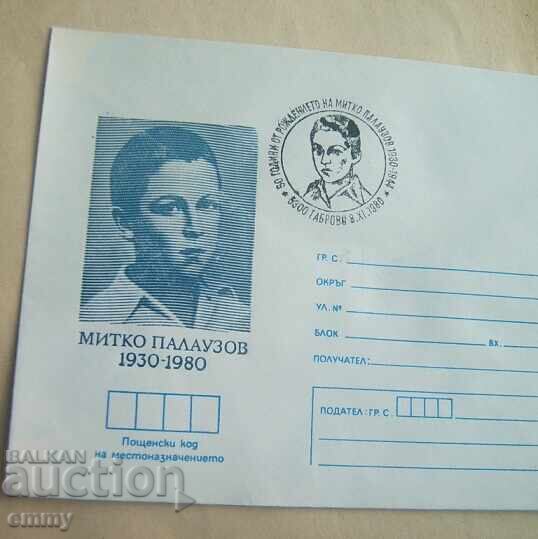 50 ГОДИНИ ОТ РОЖДЕНИЕТО НА МИТКО ПАЛАУЗОВ 1930-1944
5300 ГАБРОВО 8.XI.1980
МИТКО ПАЛАУЗОВ
1930-1980
Пощенски код
на местоназначението
ГР. С.
ОКРЪГ
УЛ. №
БЛОК ВХ.
ПОЛУЧАТЕЛ:
ПОДАТЕЛ: ГР. С.
BALKAN
auction
emmy